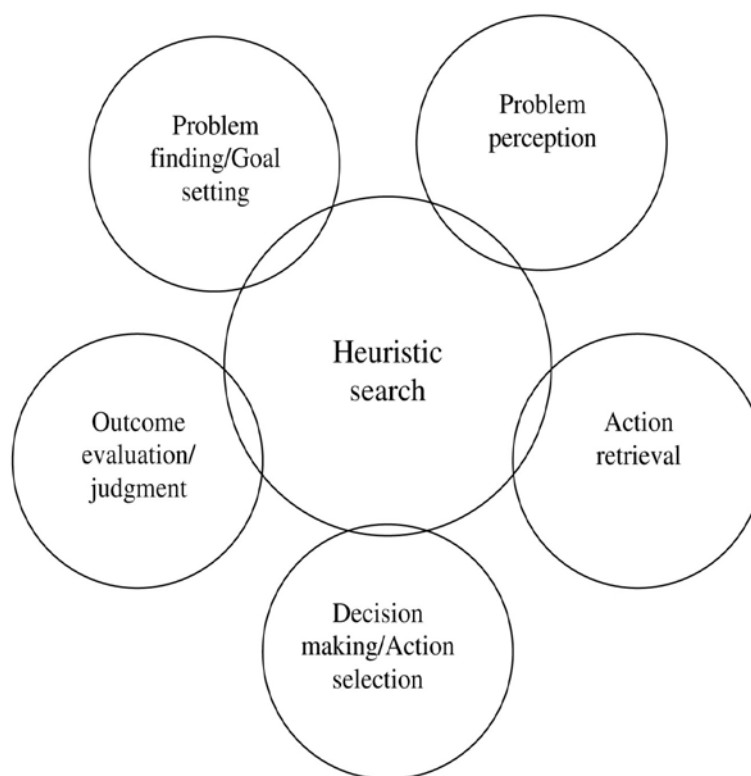 Problem
finding/Goal
setting
Problem
perception
Heuristic
search
Outcome
evaluation/
judgment
Action
retrieval
Decision
making/Action
selection